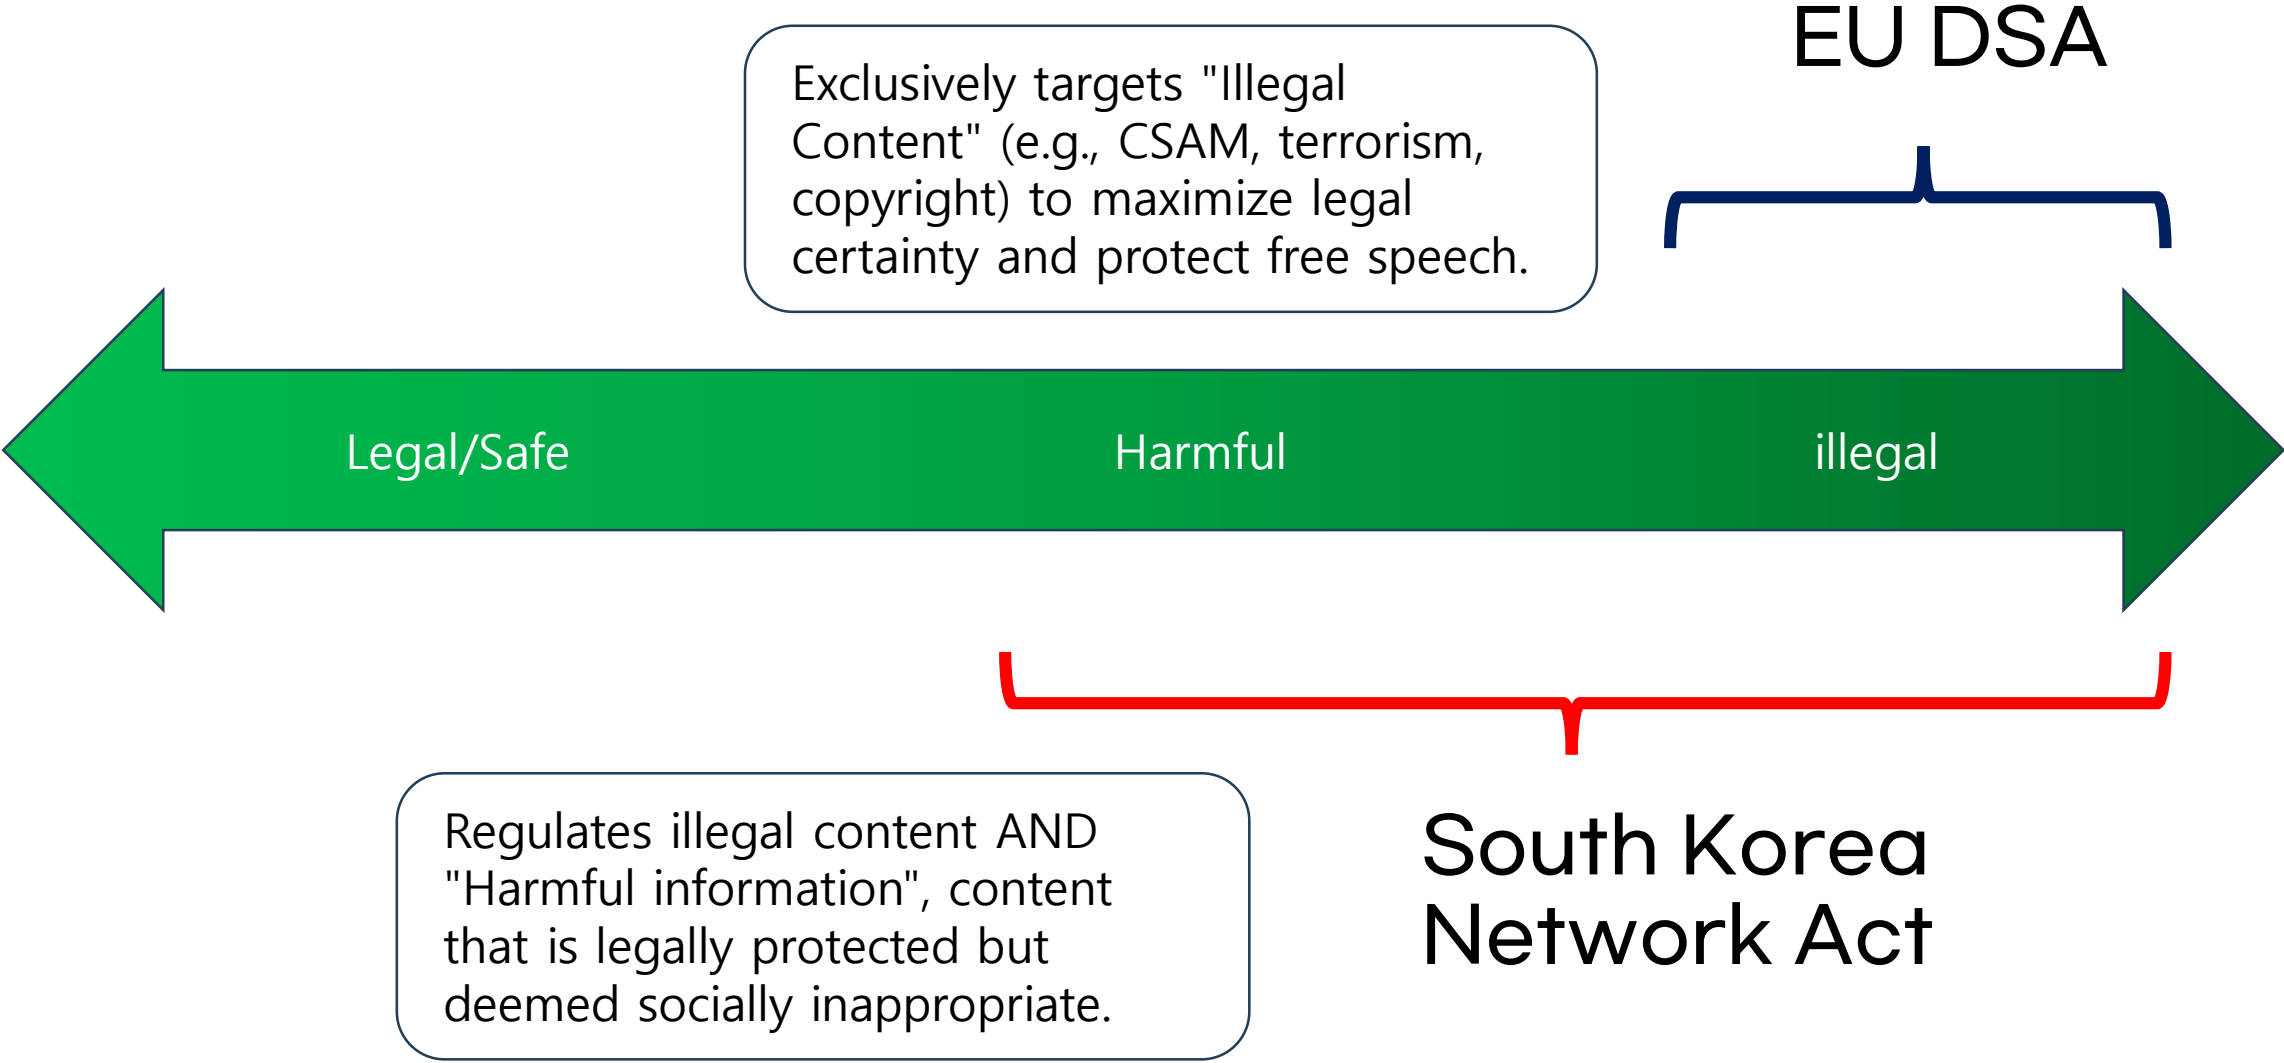 EU DSA
Exclusively targets "Illegal
Content" (e.g., CSAM, terrorism,
copyright) to maximize legal
certainty and protect free speech.
Legal/Safe
Harmful
illegal
Regulates illegal content AND
"Harmful information", content
that is legally protected but
deemed socially inappropriate.
South Korea
Network Act